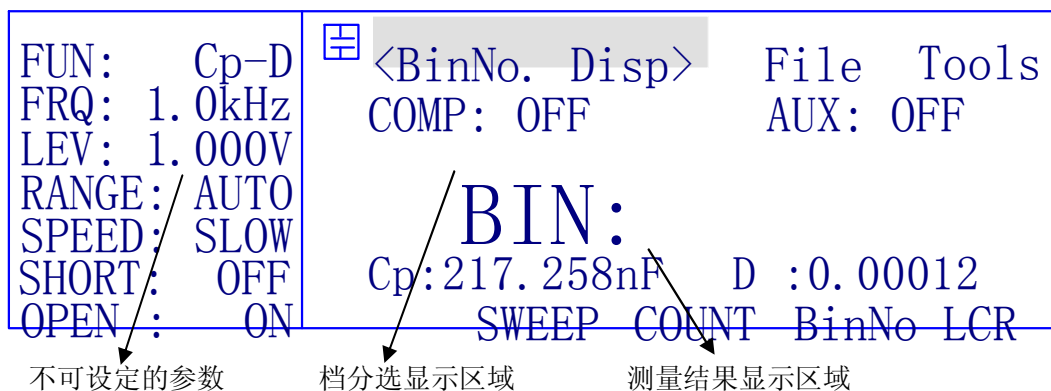 FUN: Cp-D
FRQ: 1.0kHz
LEV: 1.000V
RANGE: AUTO
SPEED: SLOW
SHORT: OFF
OPEN : ON
<BinNo. Disp> File Tools
COMP: OFF AUX: OFF
BIN:
Cp:217.258nF D :0.00012
SWEEP COUNT BinNo LCR
不可设定的参数 档分选显示区域 测量结果显示区域